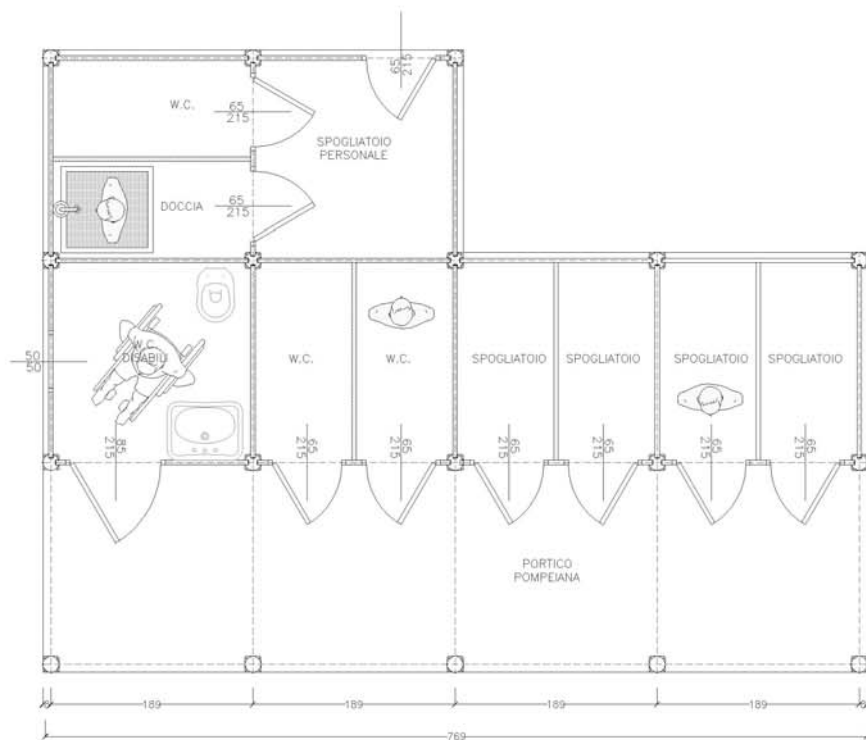 65
215
W.C.
65
215
SPOGLIATOIO
PERSONALE
DOCCIA
65
215
50
50
W.C.
DISABILI
W.C.
W.C.
SPOGLIATOIO
SPOGLIATOIO
SPOGLIATOIO
SPOGLIATOIO
85
215
65
215
65
215
65
215
65
215
65
215
65
215
PORTICO
POMPEIANA
189
189
189
189
769